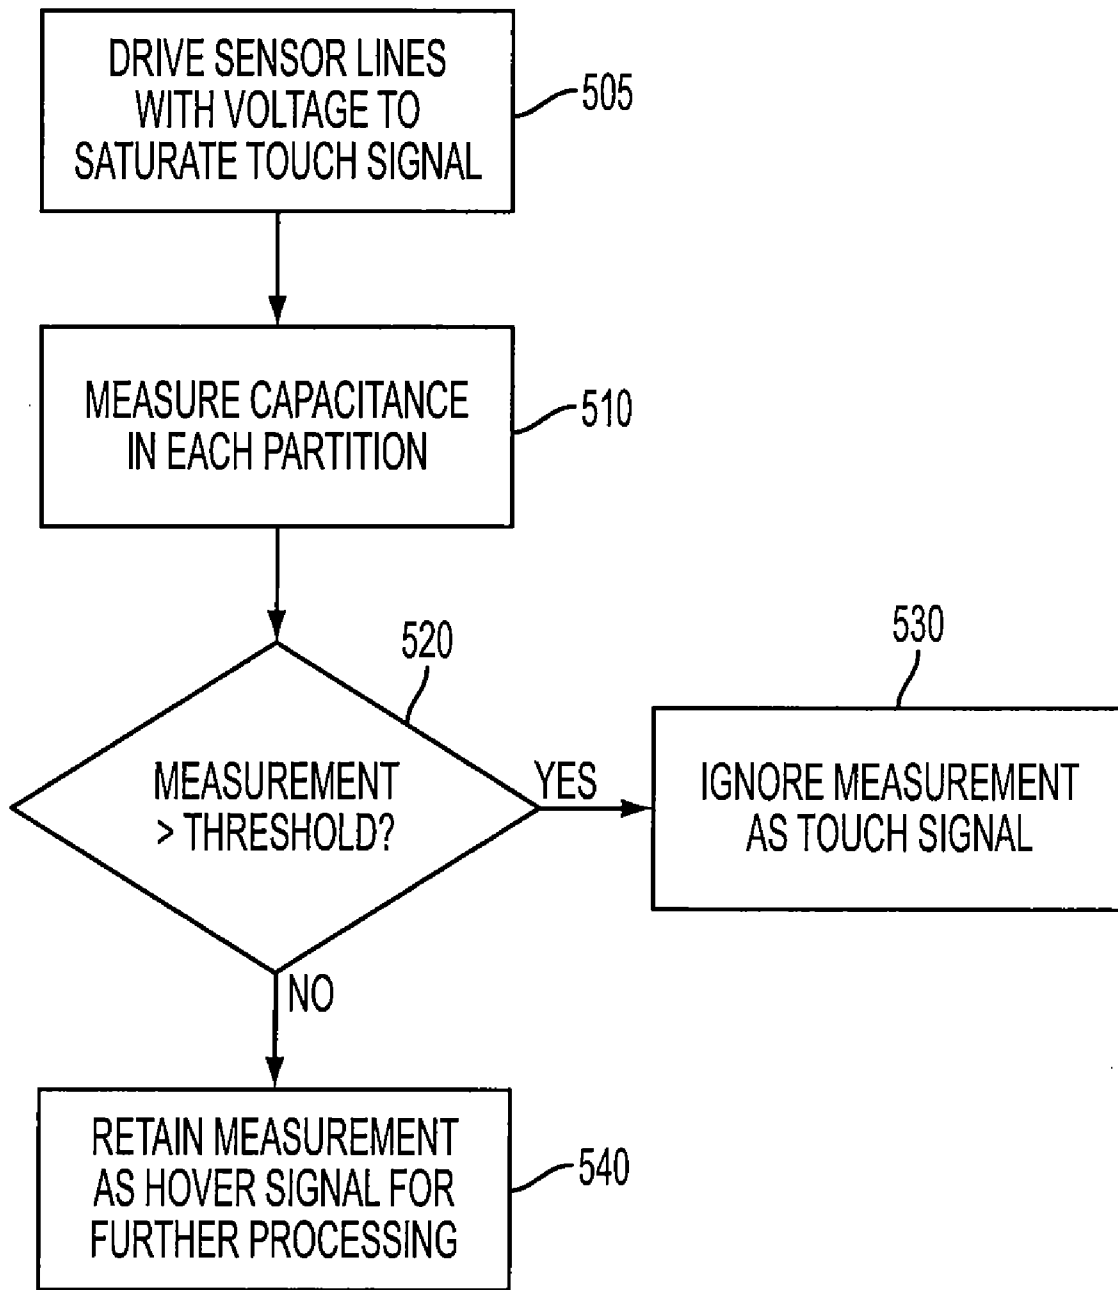 DRIVE SENSOR LINES
WITH VOLTAGE TO
SATURATE TOUCH SIGNAL
505
MEASURE CAPACITANCE
IN EACH PARTITION
510
520
MEASUREMENT
> THRESHOLD?
YES
530
IGNORE MEASUREMENT
AS TOUCH SIGNAL
NO
RETAIN MEASUREMENT
AS HOVER SIGNAL FOR
FURTHER PROCESSING
540